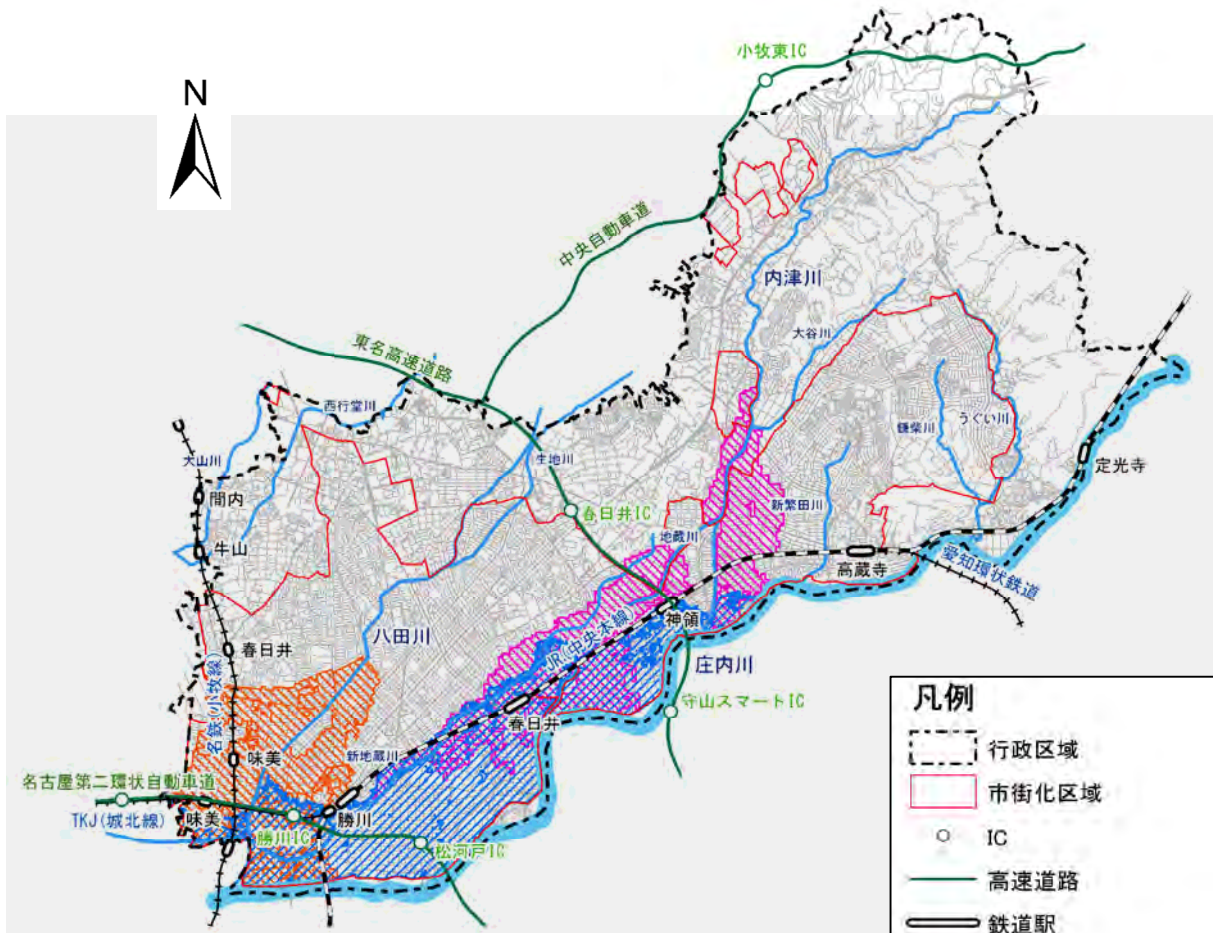 小牧東IC
N
中央自動車道
内津川
大谷川
東名高速道路
西行堂川
鎌柴川
うぐい川
大山川
生地川
定光寺
間内
新繁田川
春日井IC
地蔵川
牛山
高蔵寺
愛知環状鉄道
神領
JR(中央本線)
八田川
春日井
庄内川
名鉄(小牧線)
守山スマートIC
春日井
味美
新地蔵川
名古屋第二環状自動車道
味美
勝川
TKJ(城北線)
勝川IC
松河戸IC
凡例
行政区域
市街化区域
IC
高速道路
鉄道駅